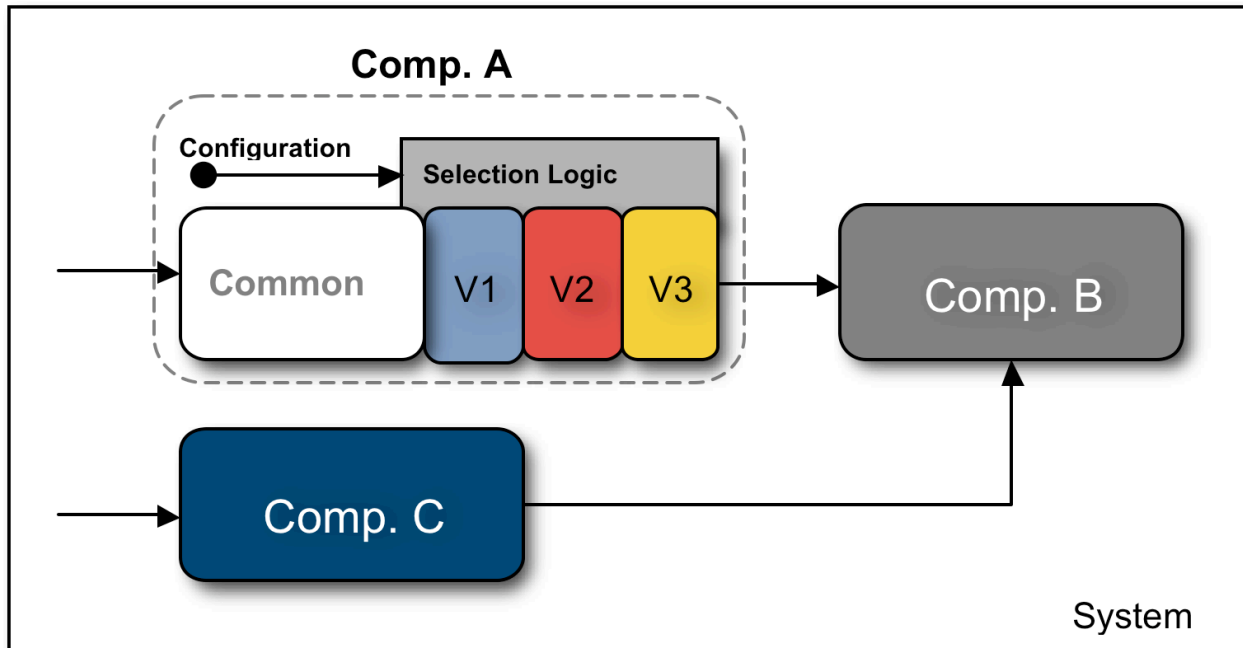 Comp. A
Configuration
Selection Logic
Common
V1
V2
V3
Comp. B
Comp. C
System